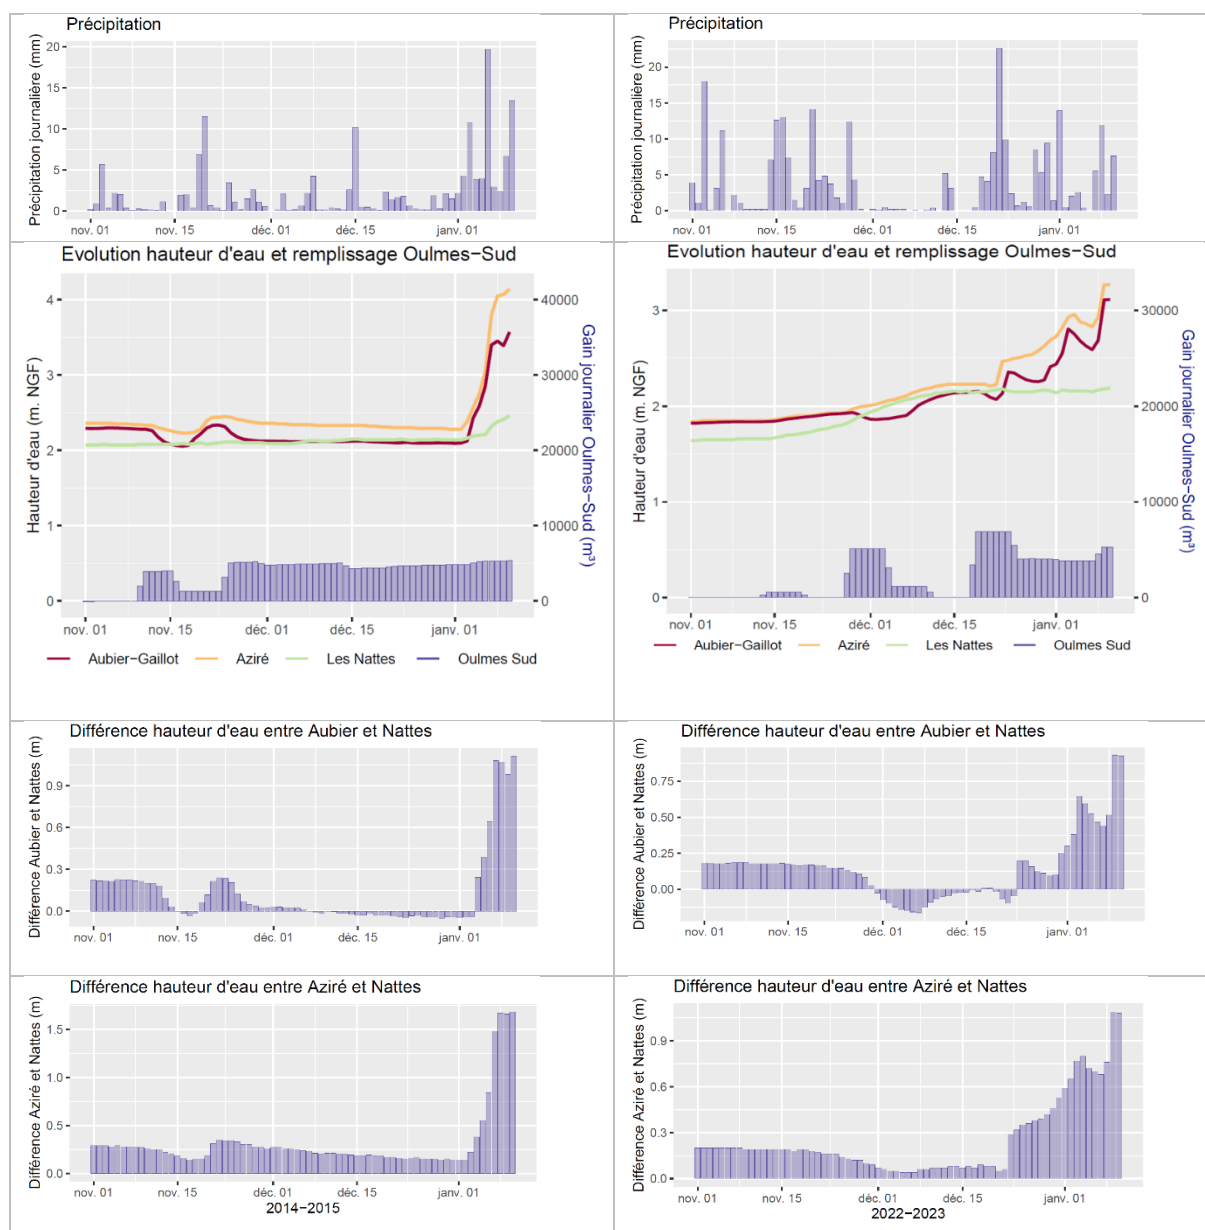 Précipitation
Précipitation journalière (mm)
20
15
10
5
0
nov. 01 nov. 15 déc. 01 déc. 15 janv. 01
Précipitation
Précipitation journalière (mm)
20
15
10
5
0
nov. 01 nov. 15 déc. 01 déc. 15 janv. 01
Evolution hauteur d'eau et remplissage Oulmes-Sud
Hauteur d'eau (m. NGF)
4
3
2
1
0
40000
30000
20000
10000
0
Gain journalier Oulmes-Sud (m³)
nov. 01 nov. 15 déc. 01 déc. 15 janv. 01
Aubier-Gaillot Aziré Les Nattes Oulmes Sud
Evolution hauteur d'eau et remplissage Oulmes-Sud
Hauteur d'eau (m. NGF)
3
2
1
0
30000
20000
10000
0
Gain journalier Oulmes-Sud (m³)
nov. 01 nov. 15 déc. 01 déc. 15 janv. 01
Aubier-Gaillot Aziré Les Nattes Oulmes Sud
Différence hauteur d'eau entre Aubier et Nattes
Différence Aubier et Nattes (m)
0.9
0.6
0.3
0.0
nov. 01 nov. 15 déc. 01 déc. 15 janv. 01
Différence hauteur d'eau entre Aubier et Nattes
Différence Aubier et Nattes (m)
0.75
0.50
0.25
0.00
nov. 01 nov. 15 déc. 01 déc. 15 janv. 01
Différence hauteur d'eau entre Aziré et Nattes
Différence Aziré et Nattes (m)
1.5
1.0
0.5
0.0
nov. 01 nov. 15 déc. 01 déc. 15 janv. 01
2014-2015
Différence hauteur d'eau entre Aziré et Nattes
Différence Aziré et Nattes (m)
0.9
0.6
0.3
0.0
nov. 01 nov. 15 déc. 01 déc. 15 janv. 01
2022-2023